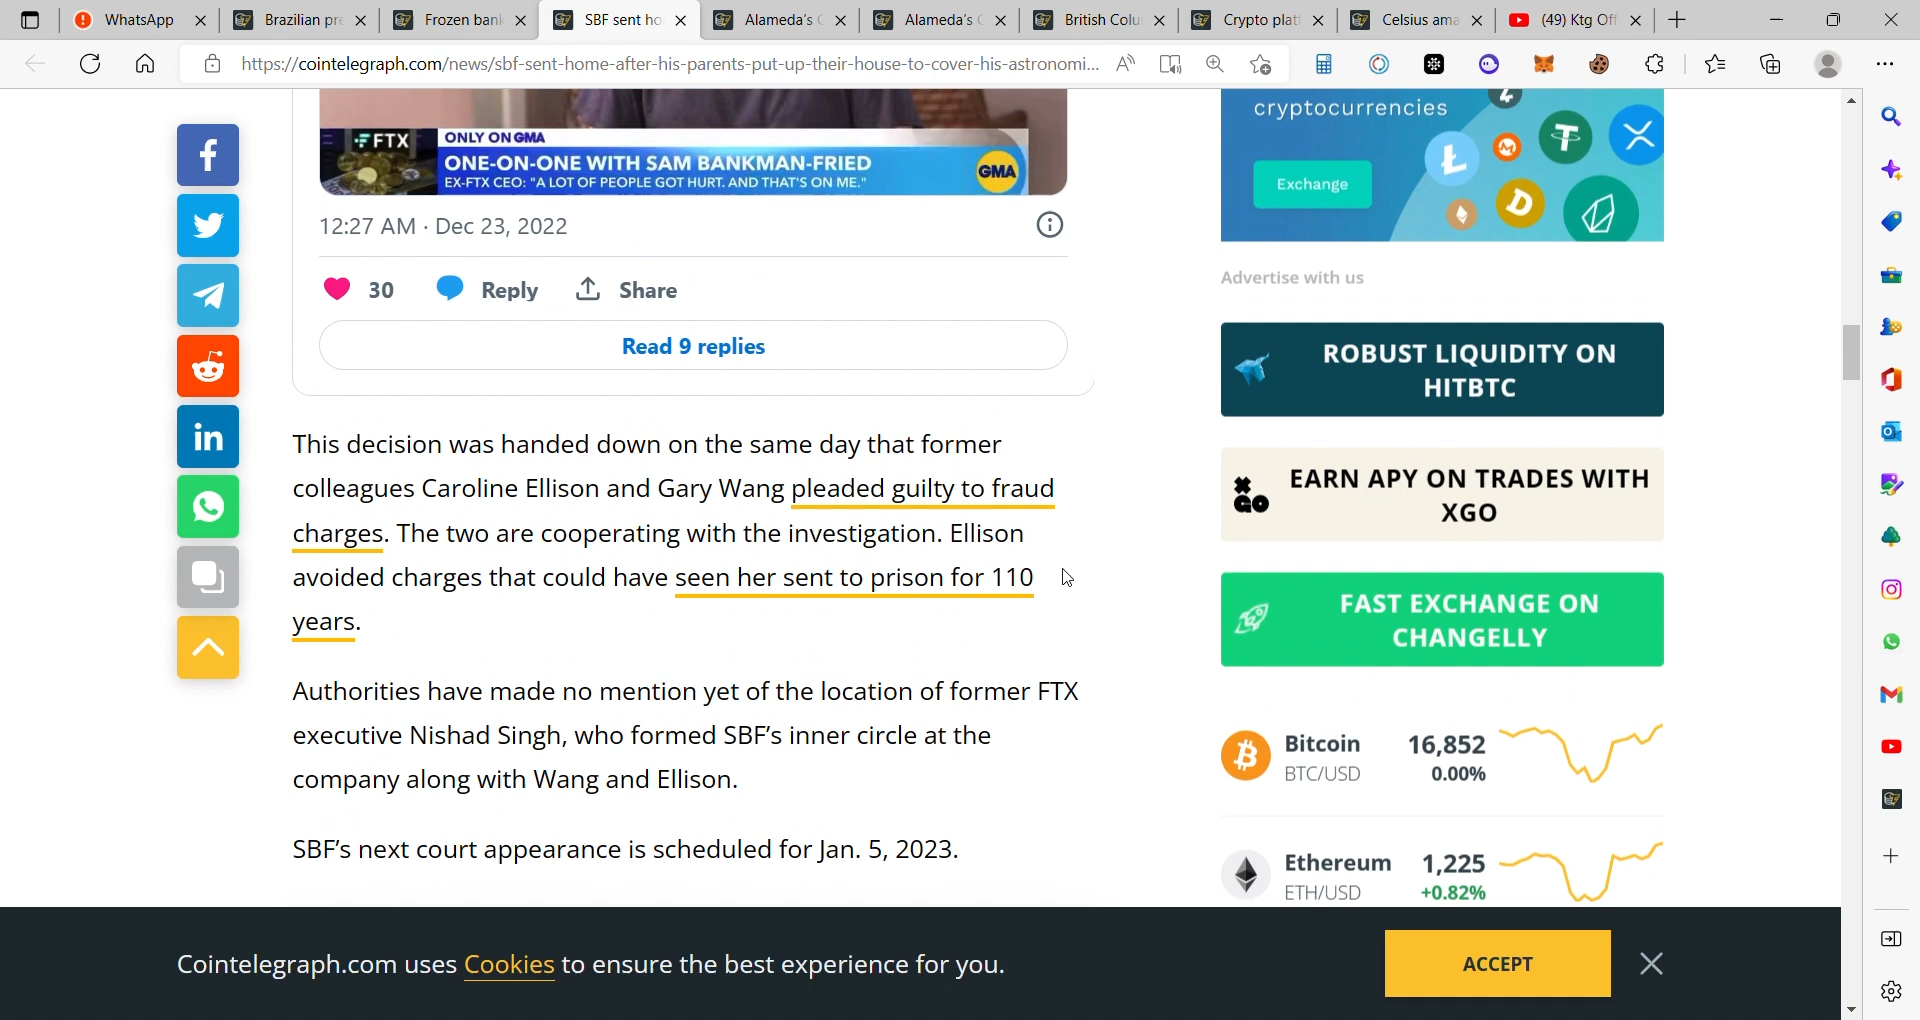 WhatsApp
Brazilian pre
Frozen bank
SBF sent ho
Alameda's C
Alameda's C
British Colu
Crypto plat
Celsius ama
(49) Ktg Off
https://cointelegraph.com/news/sbf-sent-home-after-his-parents-put-up-their-house-to-cover-his-astronomi...
FTX
ONLY ON GMA
ONE-ON-ONE WITH SAM BANKMAN-FRIED
EX-FTX CEO: "A LOT OF PEOPLE GOT HURT. AND THAT'S ON ME."
GMA
12:27 AM · Dec 23, 2022
30 Reply Share
Read 9 replies
This decision was handed down on the same day that former
colleagues Caroline Ellison and Gary Wang pleaded guilty to fraud
charges. The two are cooperating with the investigation. Ellison
avoided charges that could have seen her sent to prison for 110
years.
Authorities have made no mention yet of the location of former FTX
executive Nishad Singh, who formed SBF's inner circle at the
company along with Wang and Ellison.
SBF's next court appearance is scheduled for Jan. 5, 2023.
cryptocurrencies
Exchange
Advertise with us
ROBUST LIQUIDITY ON
HITBTC
XGO
EARN APY ON TRADES WITH
XGO
FAST EXCHANGE ON
CHANGELLY
Bitcoin 16,852
BTC/USD 0.00%
Ethereum 1,225
ETH/USD +0.82%
Cointelegraph.com uses Cookies to ensure the best experience for you.
ACCEPT